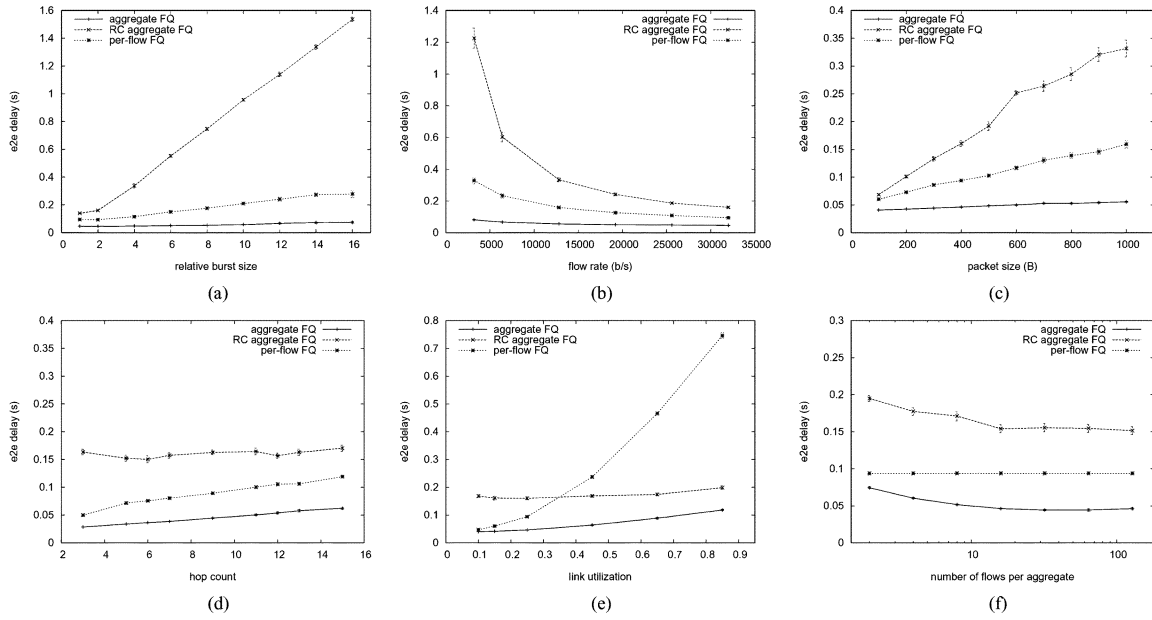 aggregate FQ
RC aggregate FQ
per-flow FQ
1.6
1.4
1.2
1
0.8
0.6
0.4
0.2
0
e2e delay (s)
0 2 4 6 8 10 12 14 16
relative burst size
(a)
aggregate FQ
RC aggregate FQ
per-flow FQ
1.4
1.2
1
0.8
0.6
0.4
0.2
0
e2e delay (s)
0 5000 10000 15000 20000 25000 30000 35000
flow rate (b/s)
(b)
aggregate FQ
RC aggregate FQ
per-flow FQ
0.4
0.35
0.3
0.25
0.2
0.15
0.1
0.05
0
e2e delay (s)
0 200 400 600 800 1000
packet size (B)
(c)
aggregate FQ
RC aggregate FQ
per-flow FQ
0.4
0.35
0.3
0.25
0.2
0.15
0.1
0.05
0
e2e delay (s)
2 4 6 8 10 12 14 16
hop count
(d)
aggregate FQ
RC aggregate FQ
per-flow FQ
0.8
0.7
0.6
0.5
0.4
0.3
0.2
0.1
0
e2e delay (s)
0 0.1 0.2 0.3 0.4 0.5 0.6 0.7 0.8 0.9
link utilization
(e)
aggregate FQ
RC aggregate FQ
per-flow FQ
0.3
0.25
0.2
0.15
0.1
0.05
0
e2e delay (s)
10 100
number of flows per aggregate
(f)